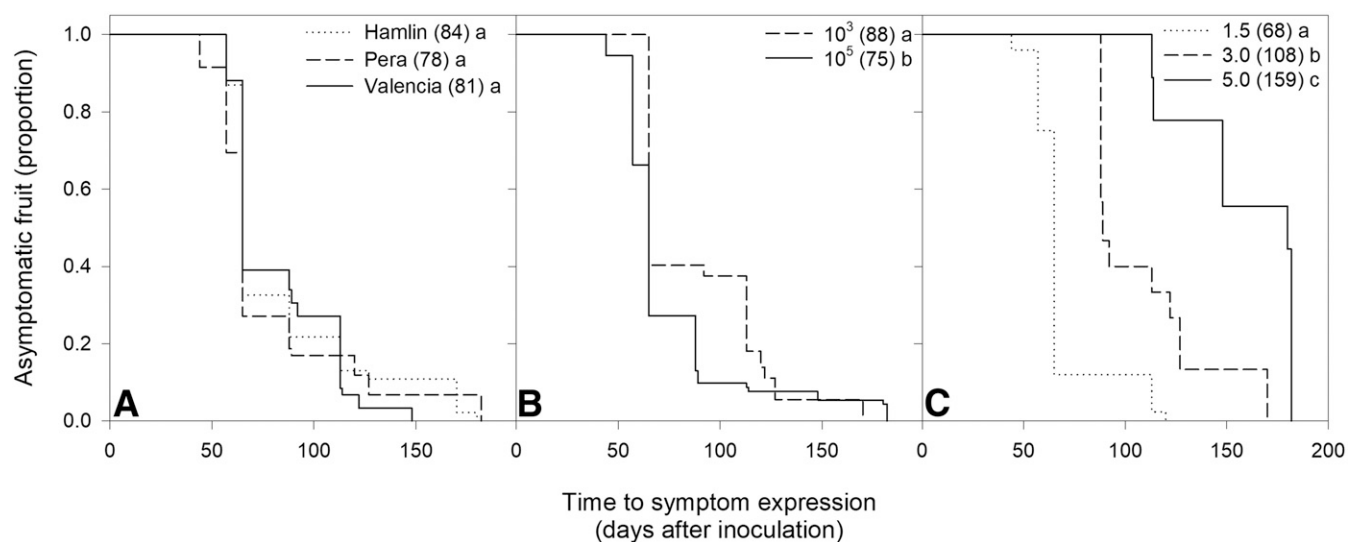 Asymptomatic fruit (proportion)
1.0
0.8
0.6
0.4
0.2
0.0
Hamlin (84) a
Pera (78) a
Valencia (81) a
A
0 50 100 150
10³ (88) a
10⁵ (75) b
B
0 50 100 150
1.5 (68) a
3.0 (108) b
5.0 (159) c
C
0 50 100 150 200
Time to symptom expression
(days after inoculation)